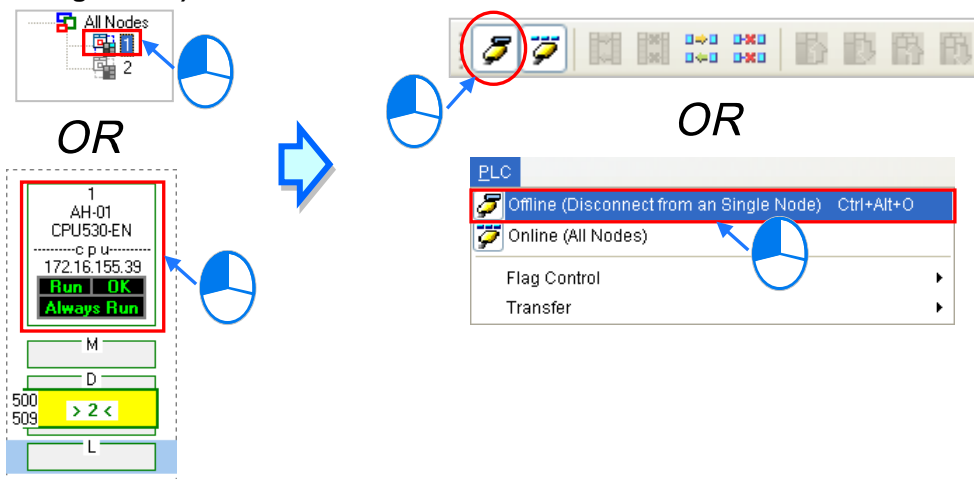 All Nodes
1
2
OR
1
AH-01
CPU530-EN
---------c p u---------
172.16.155.39
Run OK
Always Run
M
D
500
509
> 2 <
L
OR
PLC
Offline (Disconnect from an Single Node) Ctrl+Alt+O
Online (All Nodes)
Flag Control
Transfer